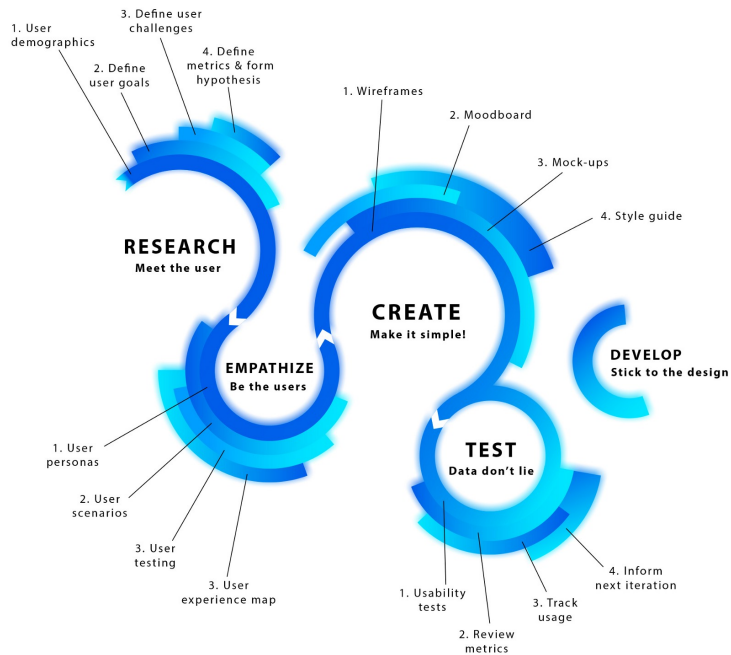 1. User
demographics
2. Define
user goals
3. Define user
challenges
4. Define
metrics & form
hypothesis
RESEARCH
Meet the user
EMPATHIZE
Be the users
1. User
personas
2. User
scenarios
3. User
testing
3. User
experience map
1. Wireframes
2. Moodboard
3. Mock-ups
4. Style guide
CREATE
Make it simple!
TEST
Data don't lie
1. Usability
tests
2. Review
metrics
3. Track
usage
4. Inform
next iteration
DEVELOP
Stick to the design